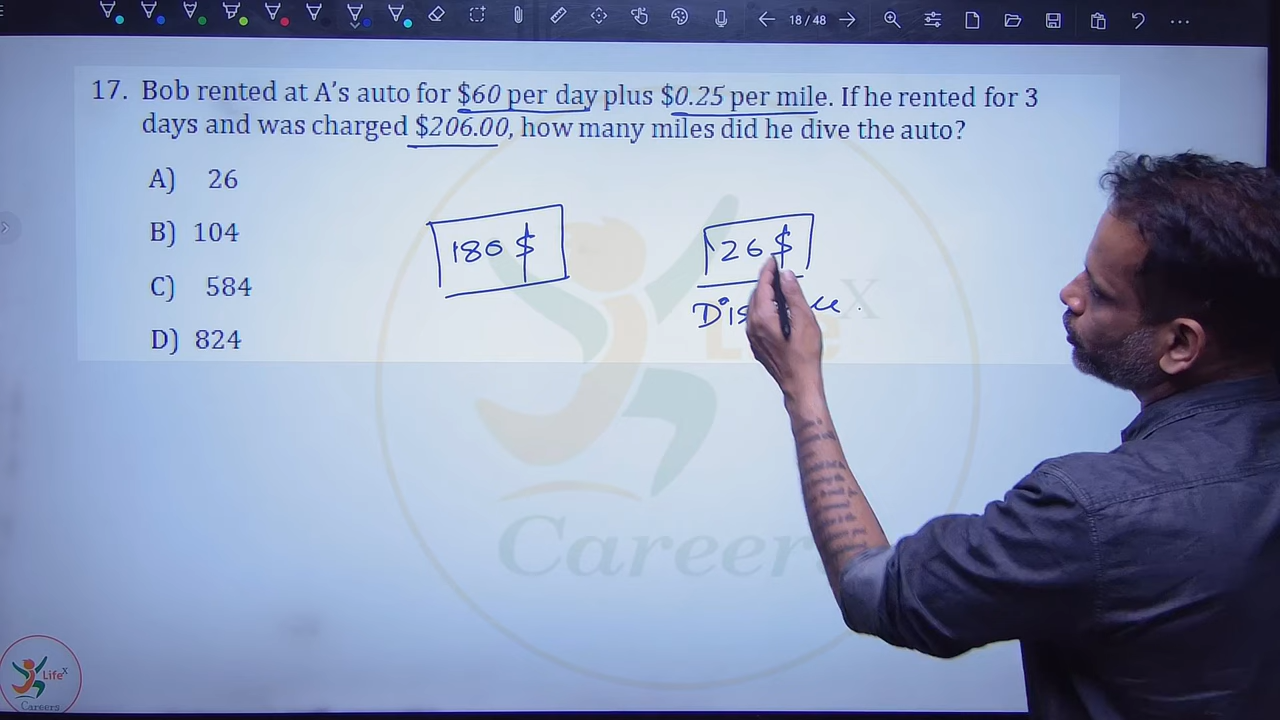 18 / 48
17. Bob rented at A's auto for $60 per day plus $0.25 per mile. If he rented for 3
days and was charged $206.00, how many miles did he dive the auto?
A) 26
B) 104
C) 584
D) 824
180 $
26 $
Life X
Careers
Life X
Careers